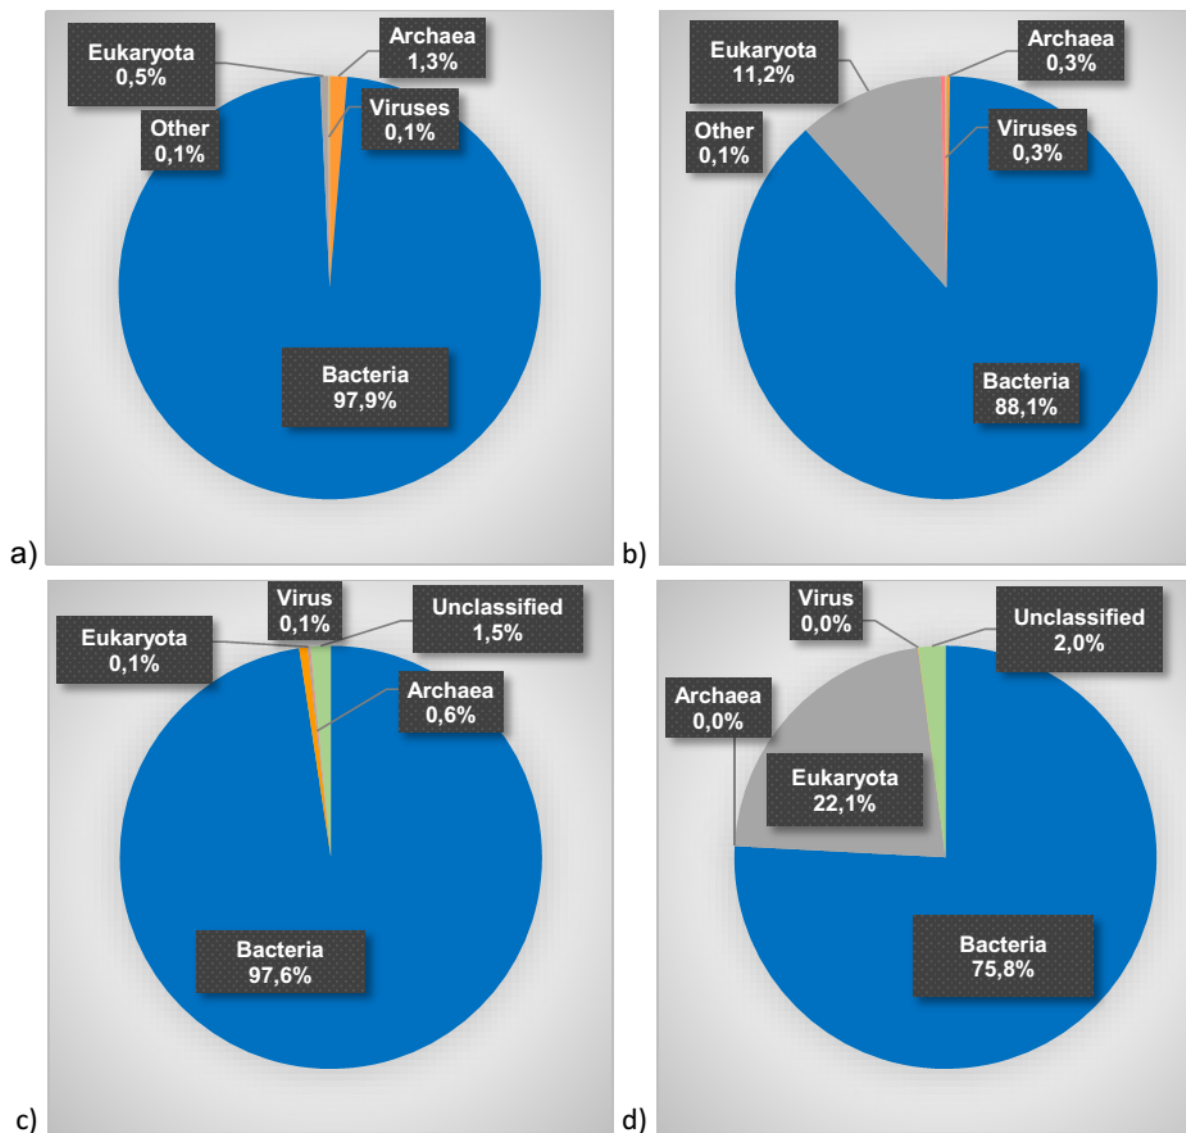 Eukaryota
0,5%
Archaea
1,3%
Viruses
0,1%
Other
0,1%
Bacteria
97,9%
a)
Eukaryota
11,2%
Archaea
0,3%
Viruses
0,3%
Other
0,1%
Bacteria
88,1%
b)
Virus
0,1%
Unclassified
1,5%
Eukaryota
0,1%
Archaea
0,6%
Bacteria
97,6%
c)
Virus
0,0%
Unclassified
2,0%
Archaea
0,0%
Eukaryota
22,1%
Bacteria
75,8%
d)